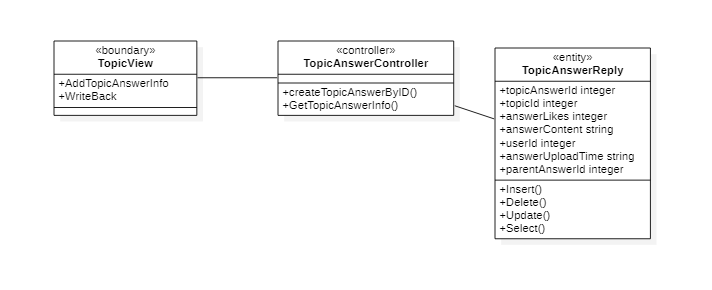 «boundary»
TopicView
+AddTopicAnswerInfo
+WriteBack
«controller»
TopicAnswerController
+createTopicAnswerByID()
+GetTopicAnswerInfo()
«entity»
TopicAnswerReply
+topicAnswerId integer
+topicId integer
+answerLikes integer
+answerContent string
+userId integer
+answerUploadTime string
+parentAnswerId integer
+Insert()
+Delete()
+Update()
+Select()